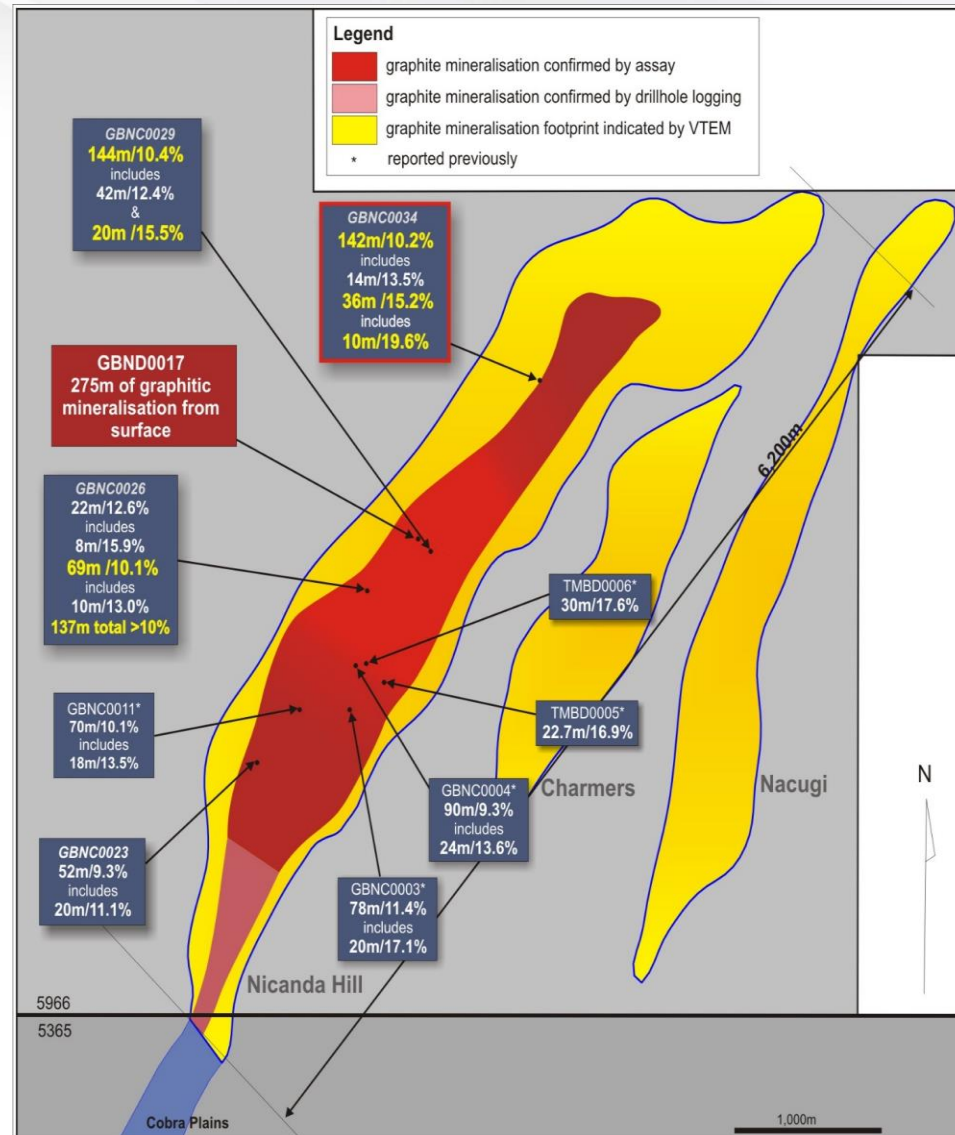 Legend
graphite mineralisation confirmed by assay
graphite mineralisation confirmed by drillhole logging
graphite mineralisation footprint indicated by VTEM
* reported previously
GBNC0029
144m/10.4%
includes
42m/12.4%
&
20m /15.5%
GBNC0034
142m/10.2%
includes
14m/13.5%
36m /15.2%
includes
10m/19.6%
GBND0017
275m of graphitic
mineralisation from
surface
6,200m
GBNC0026
22m/12.6%
includes
8m/15.9%
69m /10.1%
includes
10m/13.0%
137m total >10%
TMBD0006*
30m/17.6%
GBNC0011*
70m/10.1%
includes
18m/13.5%
TMBD0005*
22.7m/16.9%
Charmers
Nacugi
N
GBNC0004*
90m/9.3%
includes
24m/13.6%
GBNC0023
52m/9.3%
includes
20m/11.1%
GBNC0003*
78m/11.4%
includes
20m/17.1%
Nicanda Hill
5966
5365
Cobra Plains
1,000m